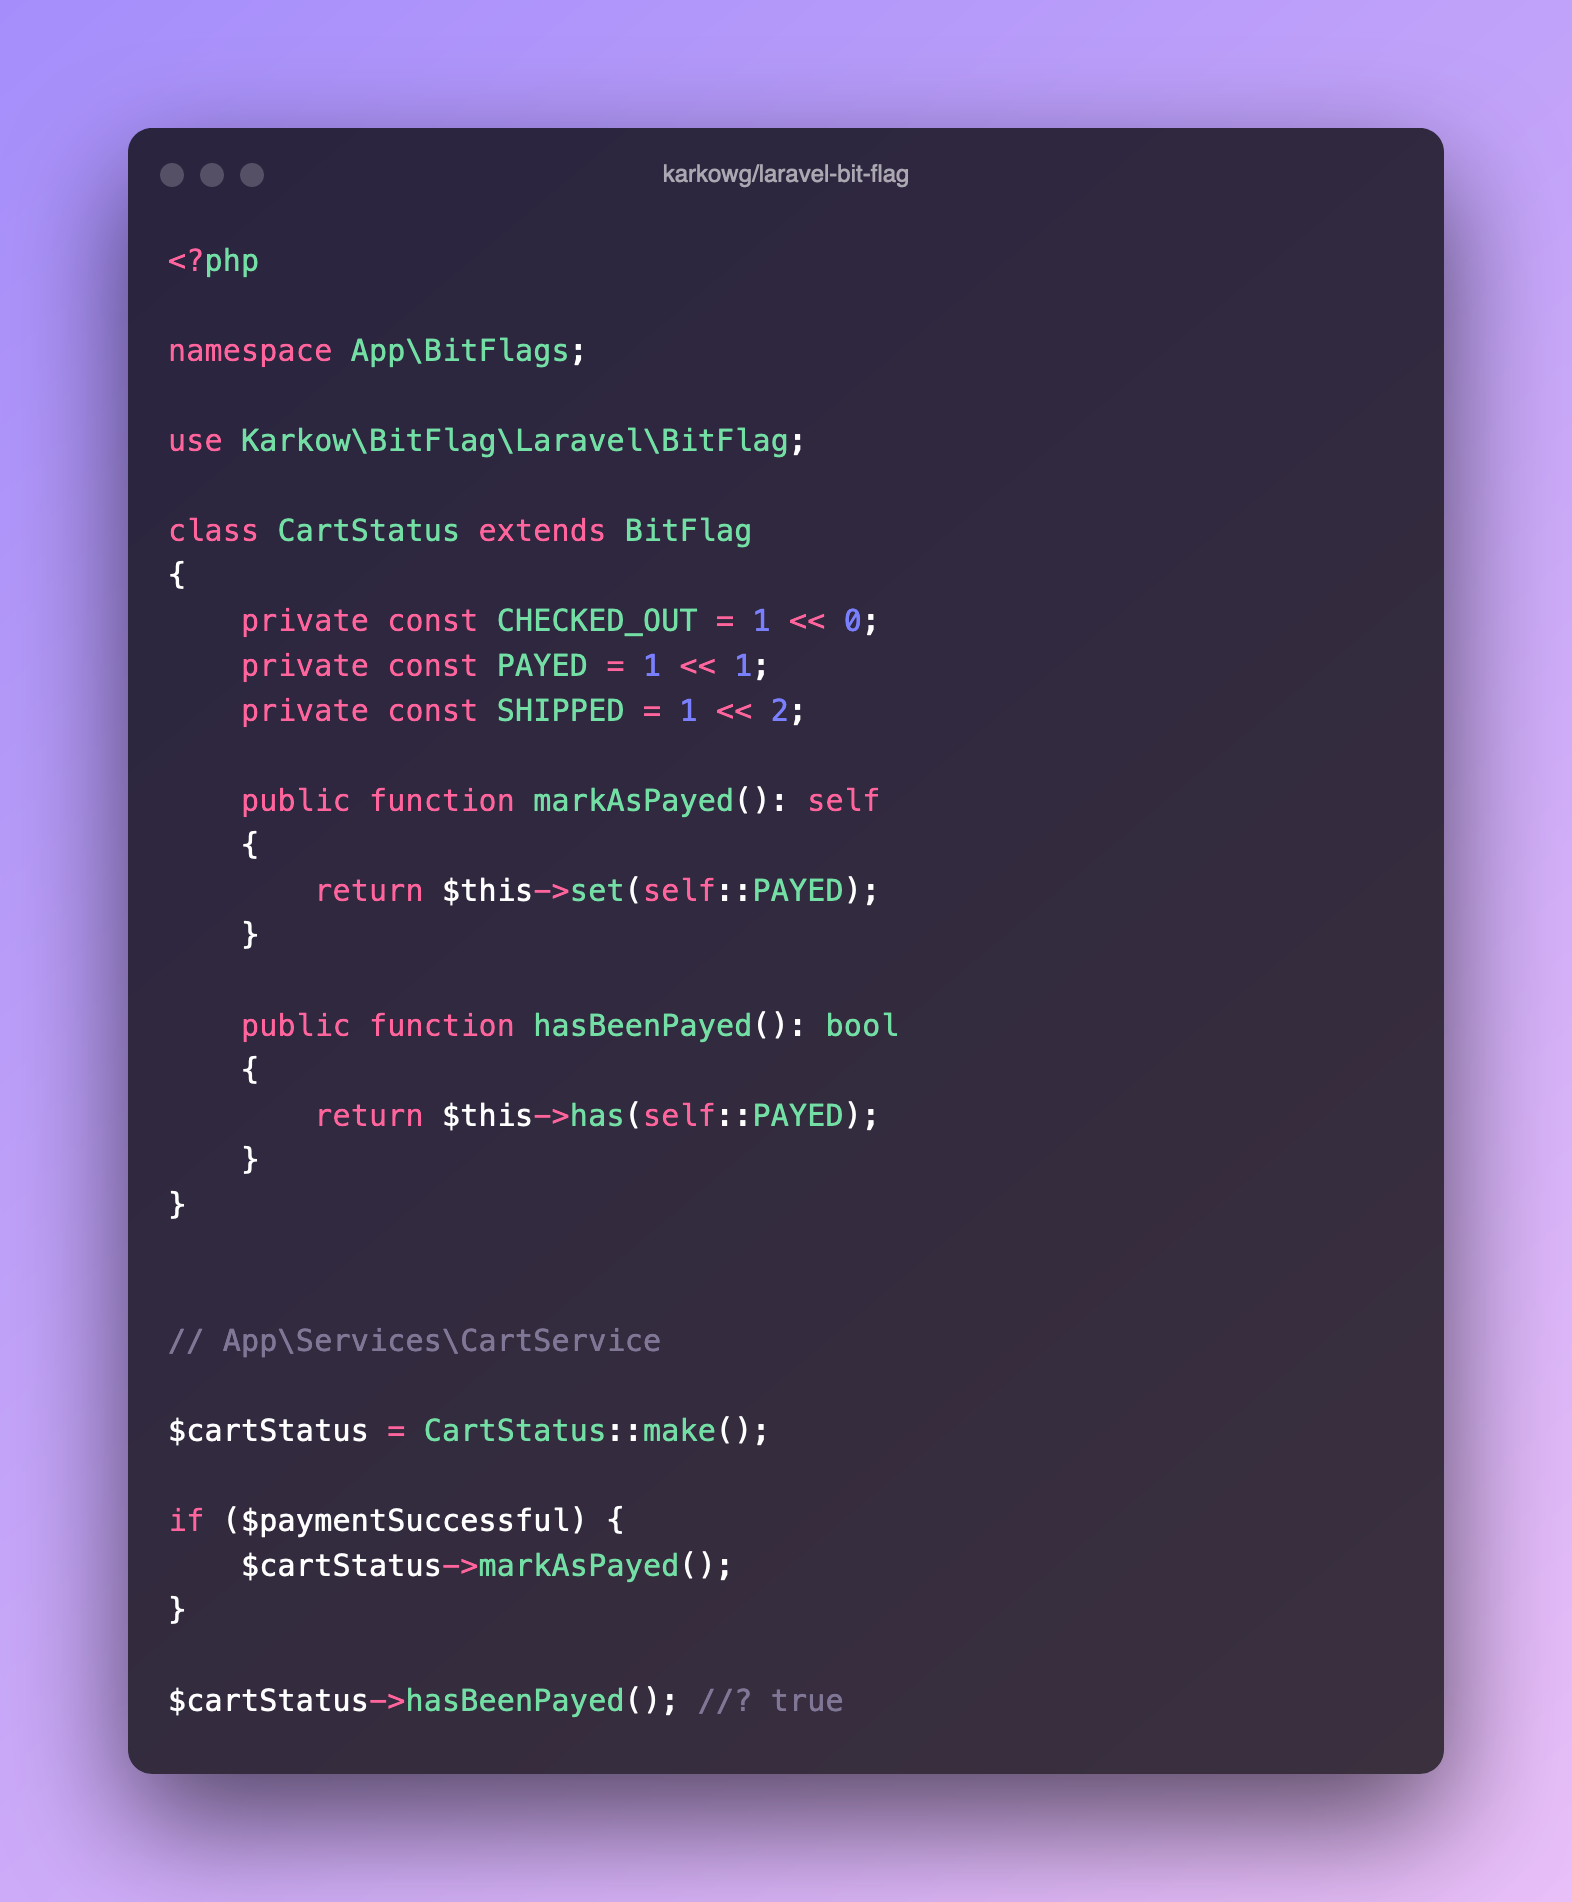 karkowg/laravel-bit-flag
<?php
namespace App\BitFlags;
use Karkow\BitFlag\Laravel\BitFlag;
class CartStatus extends BitFlag
{
    private const CHECKED_OUT = 1 << 0;
    private const PAYED = 1 << 1;
    private const SHIPPED = 1 << 2;
    public function markAsPayed(): self
    {
        return $this->set(self::PAYED);
    }
    public function hasBeenPayed(): bool
    {
        return $this->has(self::PAYED);
    }
}
// App\Services\CartService
$cartStatus = CartStatus::make();
if ($paymentSuccessful) {
    $cartStatus->markAsPayed();
}
$cartStatus->hasBeenPayed(); //? true